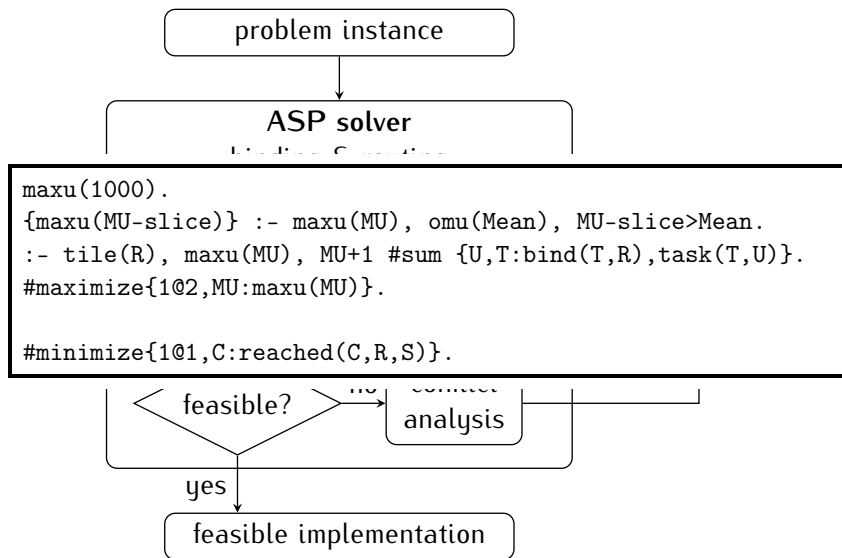 problem instance
ASP solver
maxu(1000).
{maxu(MU-slice)} :- maxu(MU), omu(Mean), MU-slice>Mean.
:- tile(R), maxu(MU), MU+1 #sum {U,T:bind(T,R),task(T,U)}.
#maximize{1@2,MU:maxu(MU)}.
#minimize{1@1,C:reached(C,R,S)}.
feasible?
analysis
yes
feasible implementation